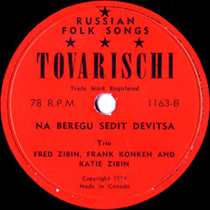 RUSSIAN
FOLK SONGS
TOVARISCHI
Trade Mark Registered
78 R.P.M. 1163-B
NA BEREGU SEDIT DEVITSA
Trio
FRED ZIBIN, FRANK KONKEN AND
KATIE ZIBIN
Copyright
Made in Canada